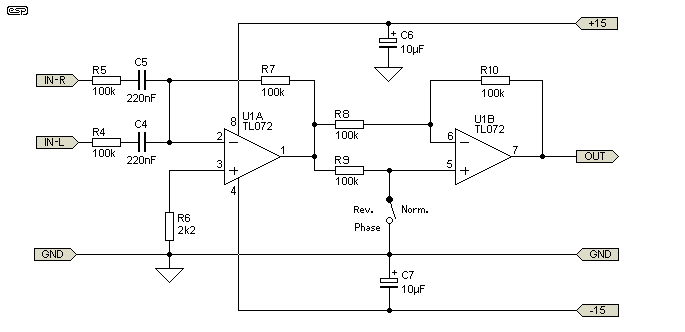 esp
+15
C6
+
10µF
R5
100k
C5
220nF
IN-R
R7
100k
R10
100k
R8
100k
U1A
TL072
8
U1B
TL072
R4
100k
C4
220nF
IN-L
2
−
3
+
1
4
6
−
5
+
7
OUT
R9
100k
R6
2k2
Rev. Norm.
Phase
GND
GND
C7
+
10µF
-15